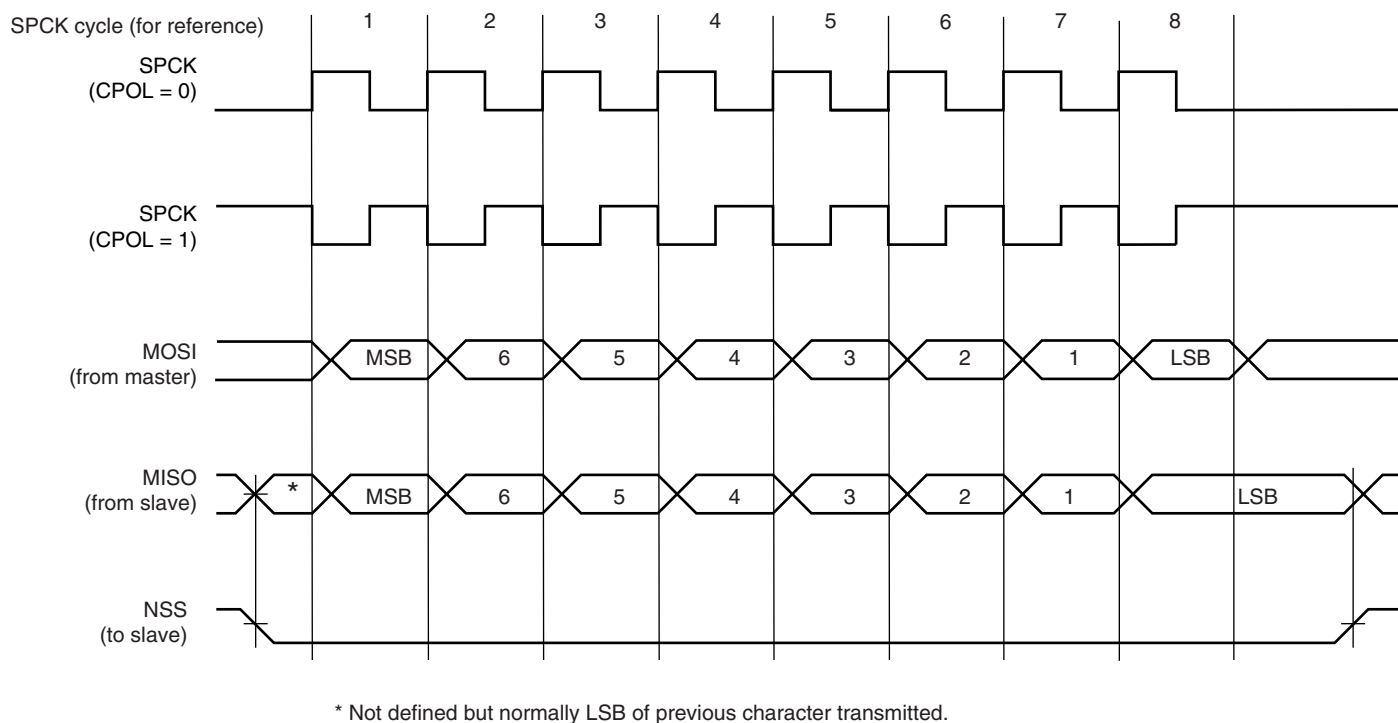 SPCK cycle (for reference) 1 2 3 4 5 6 7 8
SPCK
(CPOL = 0)
SPCK
(CPOL = 1)
MOSI
(from master)
MSB 6 5 4 3 2 1 LSB
MISO
(from slave)
* MSB 6 5 4 3 2 1 LSB
NSS
(to slave)
* Not defined but normally LSB of previous character transmitted.